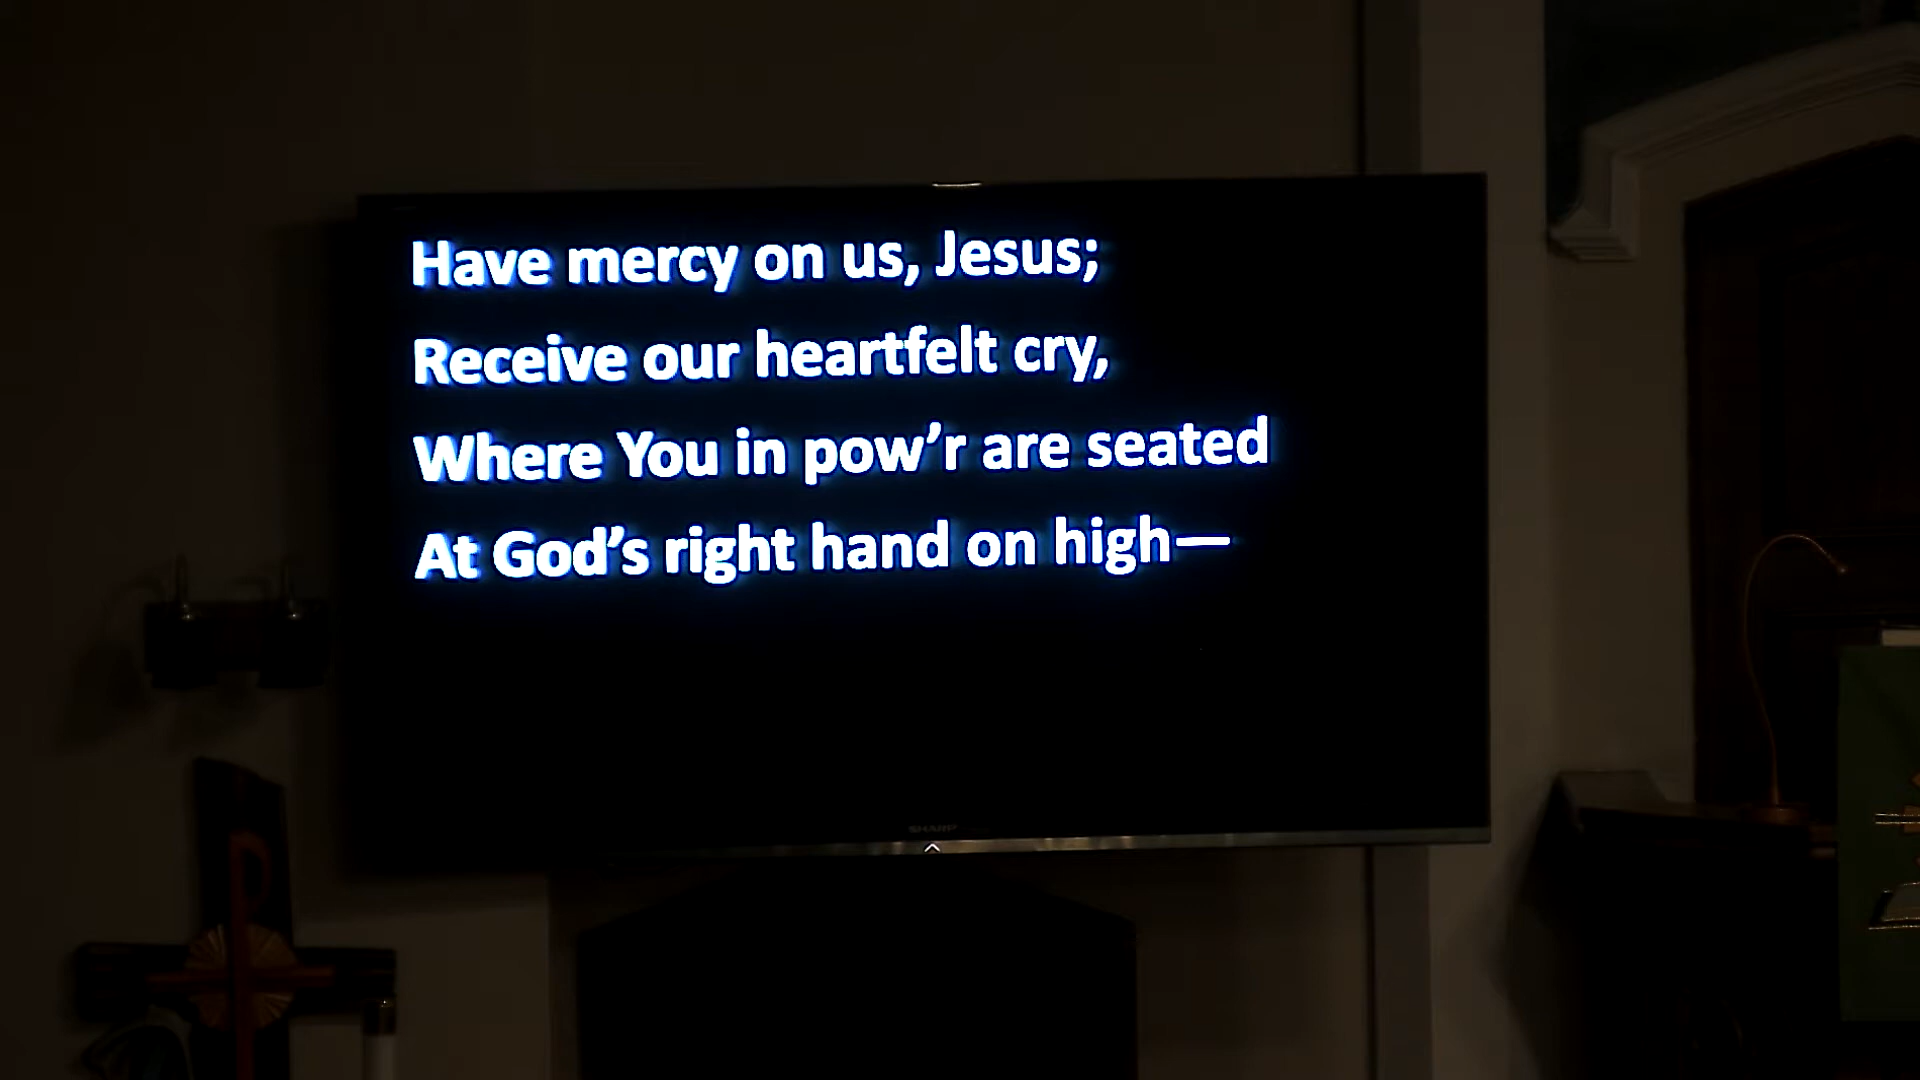 Have mercy on us, Jesus;
Receive our heartfelt cry,
Where You in pow’r are seated
At God’s right hand on high—
SHARP